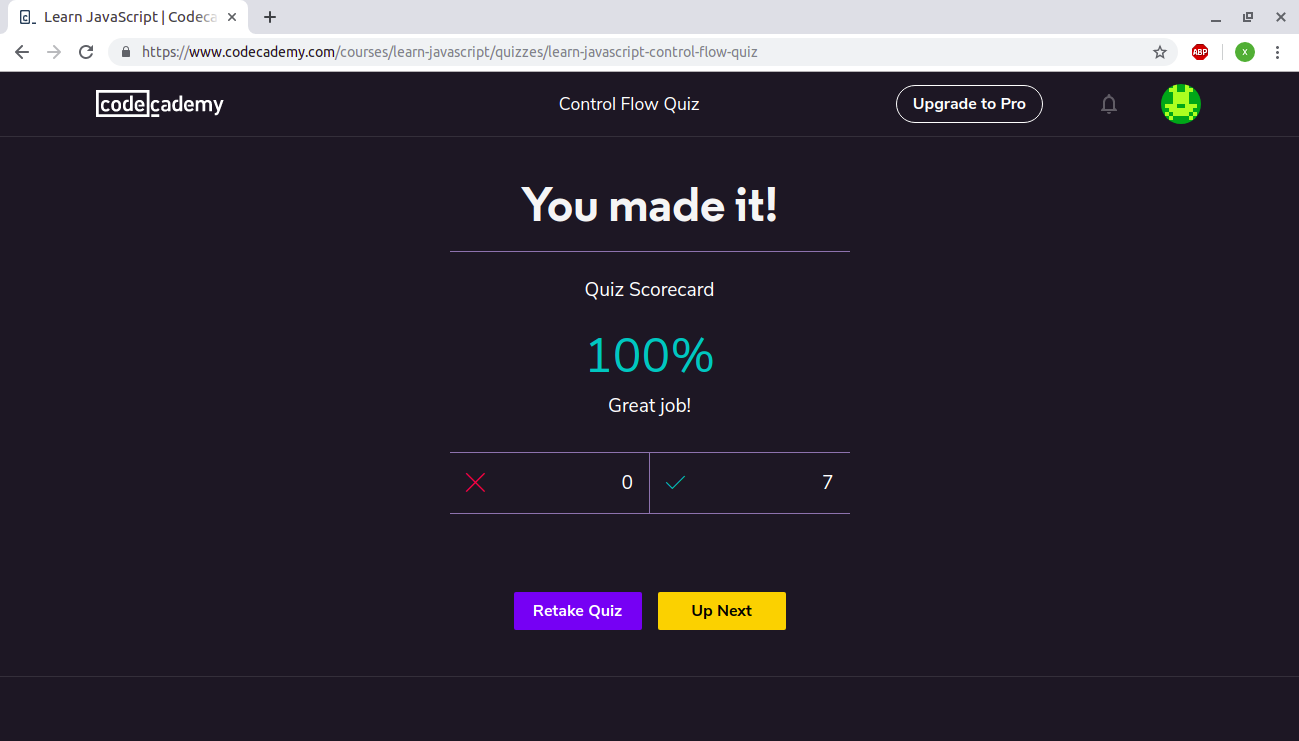 Learn JavaScript | Codeca
https://www.codecademy.com/courses/learn-javascript/quizzes/learn-javascript-control-flow-quiz
ABP
X
codecademy
Control Flow Quiz
Upgrade to Pro
You made it!
Quiz Scorecard
100%
Great job!
0
7
Retake Quiz
Up Next